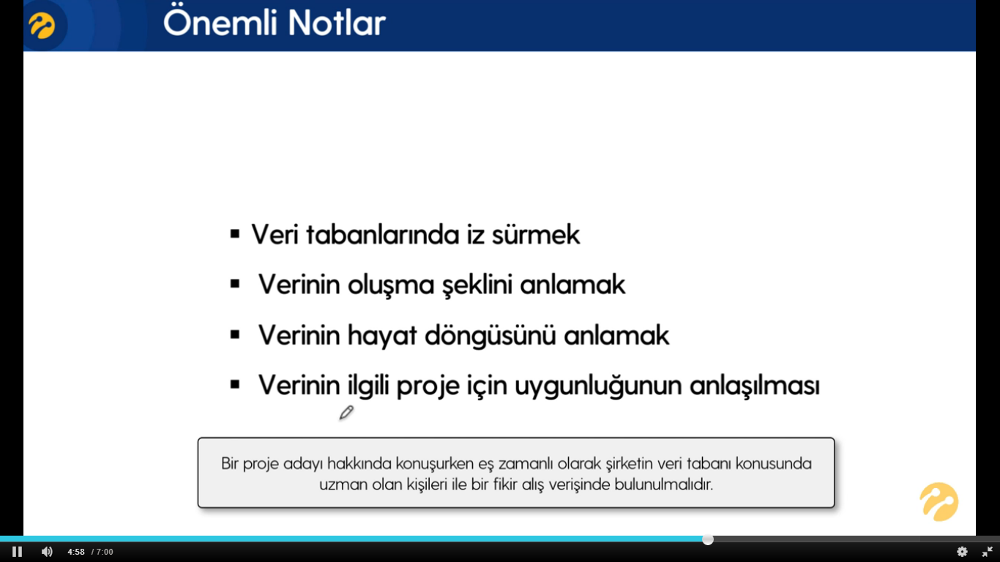 Önemli Notlar
▪ Veri tabanlarında iz sürmek
▪ Verinin oluşma şeklini anlamak
▪ Verinin hayat döngüsünü anlamak
▪ Verinin ilgili proje için uygunluğunun anlaşılması
Bir proje adayı hakkında konuşurken eş zamanlı olarak şirketin veri tabanı konusunda
uzman olan kişileri ile bir fikir alış verişinde bulunulmalıdır.
4:58 / 7:00